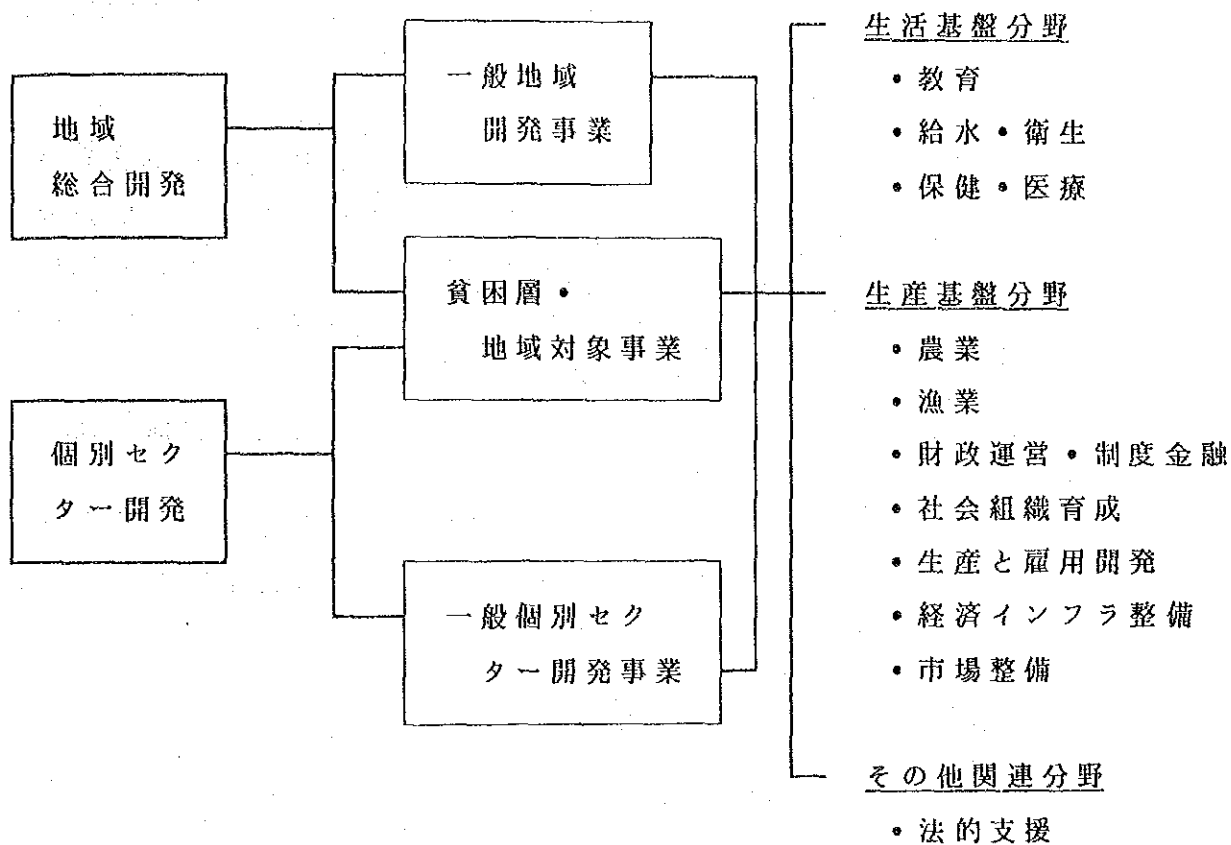 地域
総合開発
個別セク
ター開発
一般地域
開発事業
貧困層・
地域対象事業
一般個別セク
ター開発事業
生活基盤分野
・教育
・給水・衛生
・保健・医療
生産基盤分野
・農業
・漁業
・財政運営・制度金融
・社会組織育成
・生産と雇用開発
・経済インフラ整備
・市場整備
その他関連分野
・法的支援